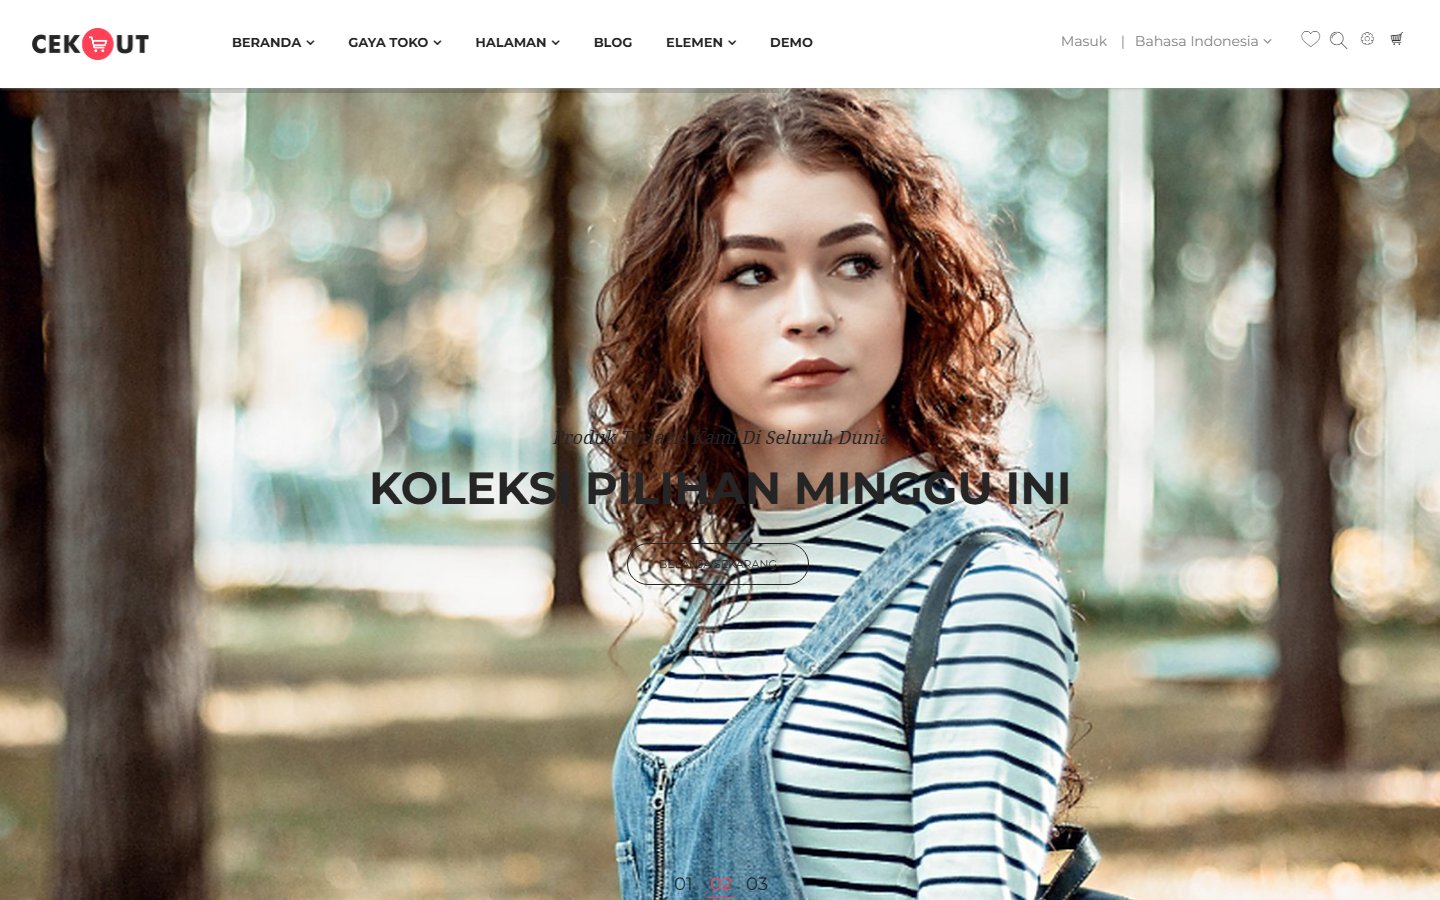 CEKOUT
BERANDA GAYA TOKO HALAMAN BLOG ELEMEN DEMO
Masuk | Bahasa Indonesia
Produk Terlaris Kami Di Seluruh Dunia
KOLEKSI PILIHAN MINGGU INI
BELANJA SEKARANG
01 02 03